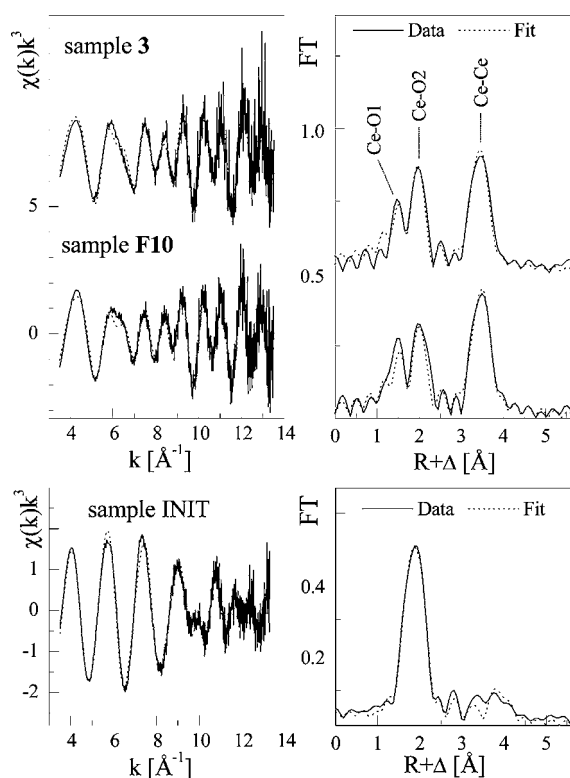 χ(k)k³
sample 3
5
sample F10
0
4 6 8 10 12 14
k [Å⁻¹]
FT
Data Fit
Ce-O1
Ce-O2
Ce-Ce
1.0
0.5
0 1 2 3 4 5
R+Δ [Å]
χ(k)k³
sample INIT
1
0
-1
-2
4 6 8 10 12 14
k [Å⁻¹]
FT
Data Fit
0.4
0.2
0 1 2 3 4 5
R+Δ [Å]